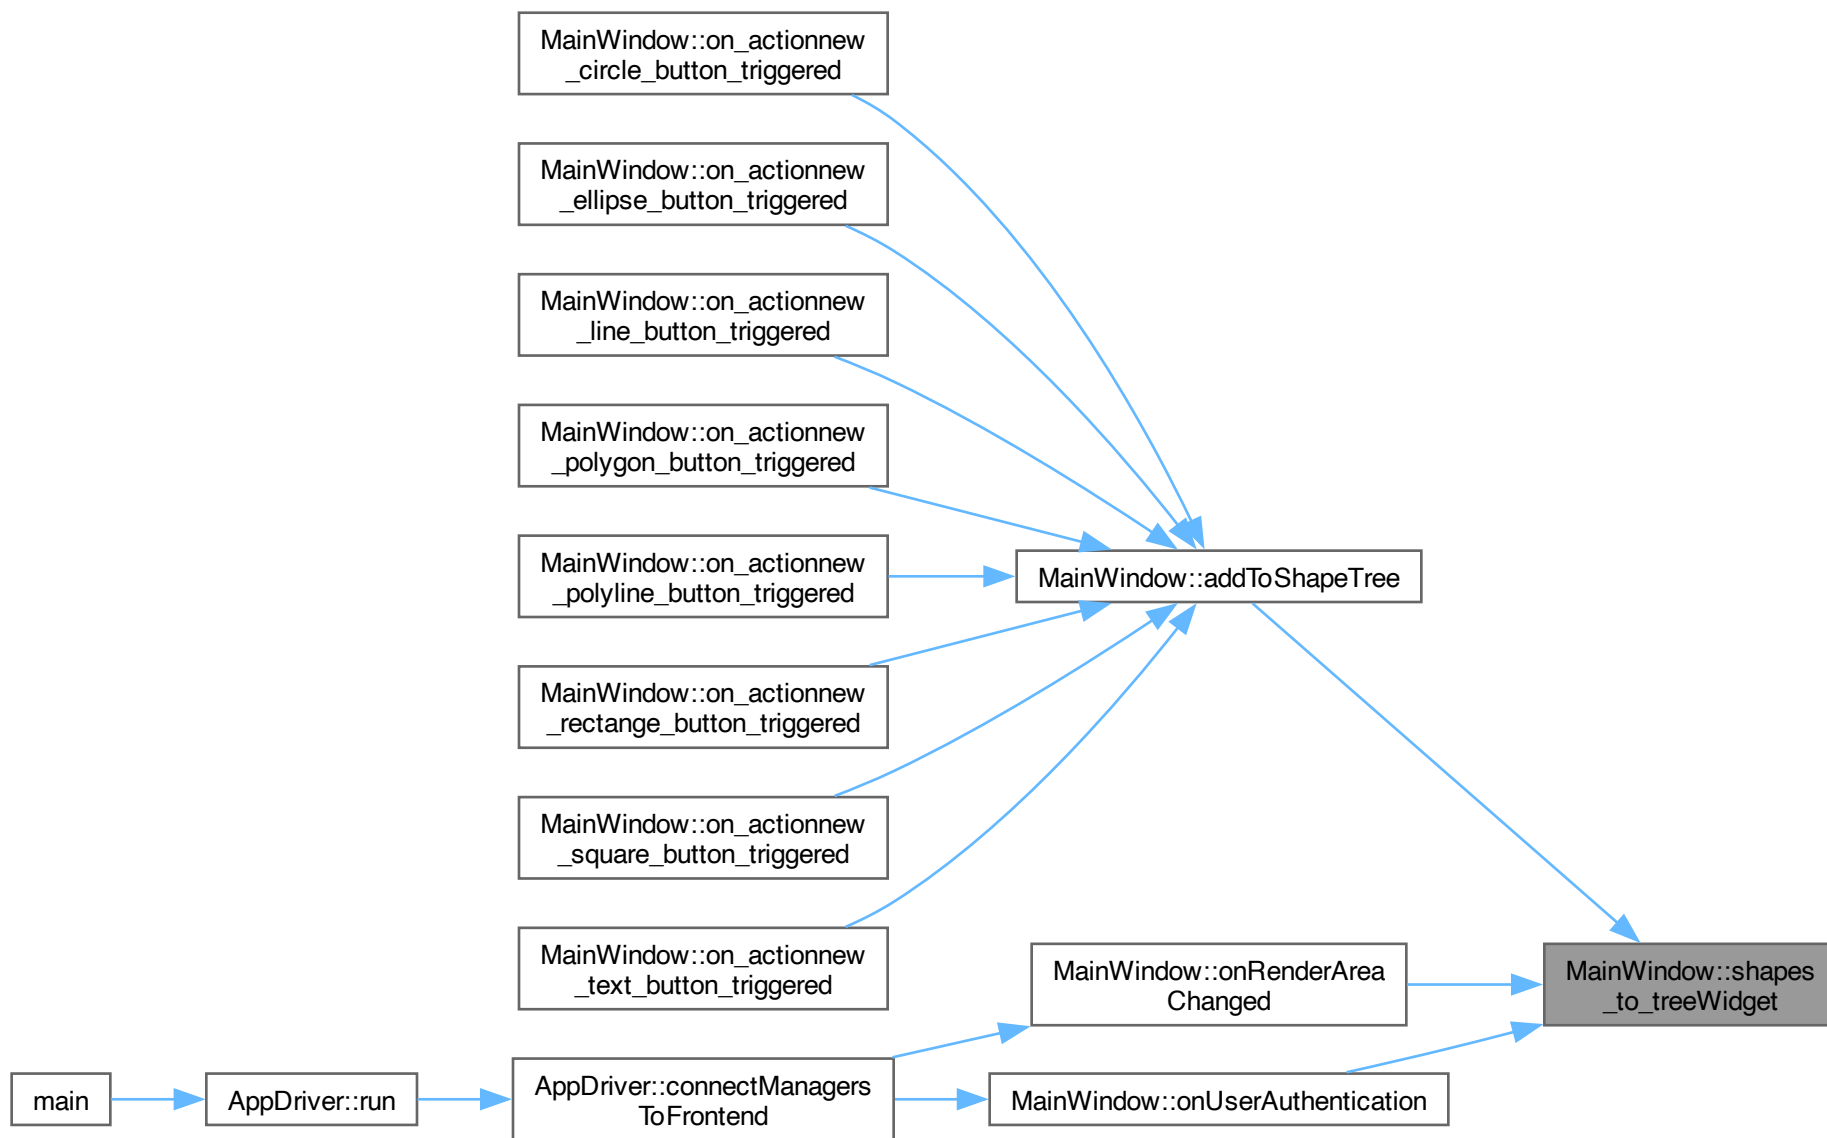 MainWindow::on_actionnew
_circle_button_triggered
MainWindow::on_actionnew
_ellipse_button_triggered
MainWindow::on_actionnew
_line_button_triggered
MainWindow::on_actionnew
_polygon_button_triggered
MainWindow::on_actionnew
_polyline_button_triggered
MainWindow::addToShapeTree
MainWindow::on_actionnew
_rectange_button_triggered
MainWindow::on_actionnew
_square_button_triggered
MainWindow::on_actionnew
_text_button_triggered
MainWindow::onRenderArea
Changed
MainWindow::shapes
_to_treeWidget
main
AppDriver::run
AppDriver::connectManagers
ToFrontend
MainWindow::onUserAuthentication